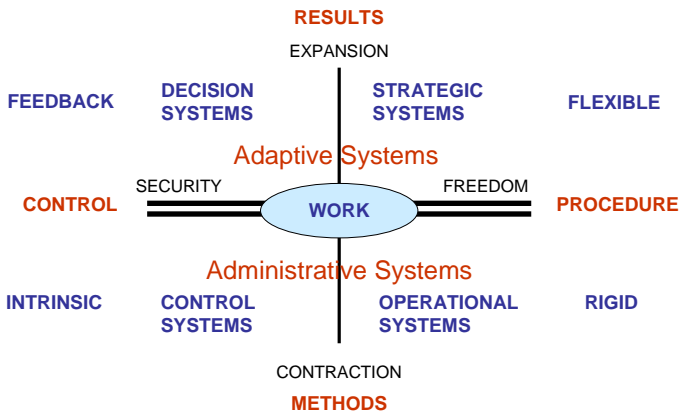 RESULTS
EXPANSION
FEEDBACK
DECISION
SYSTEMS
STRATEGIC
SYSTEMS
FLEXIBLE
Adaptive Systems
SECURITY
FREEDOM
CONTROL
WORK
PROCEDURE
Administrative Systems
INTRINSIC
CONTROL
SYSTEMS
OPERATIONAL
SYSTEMS
RIGID
CONTRACTION
METHODS